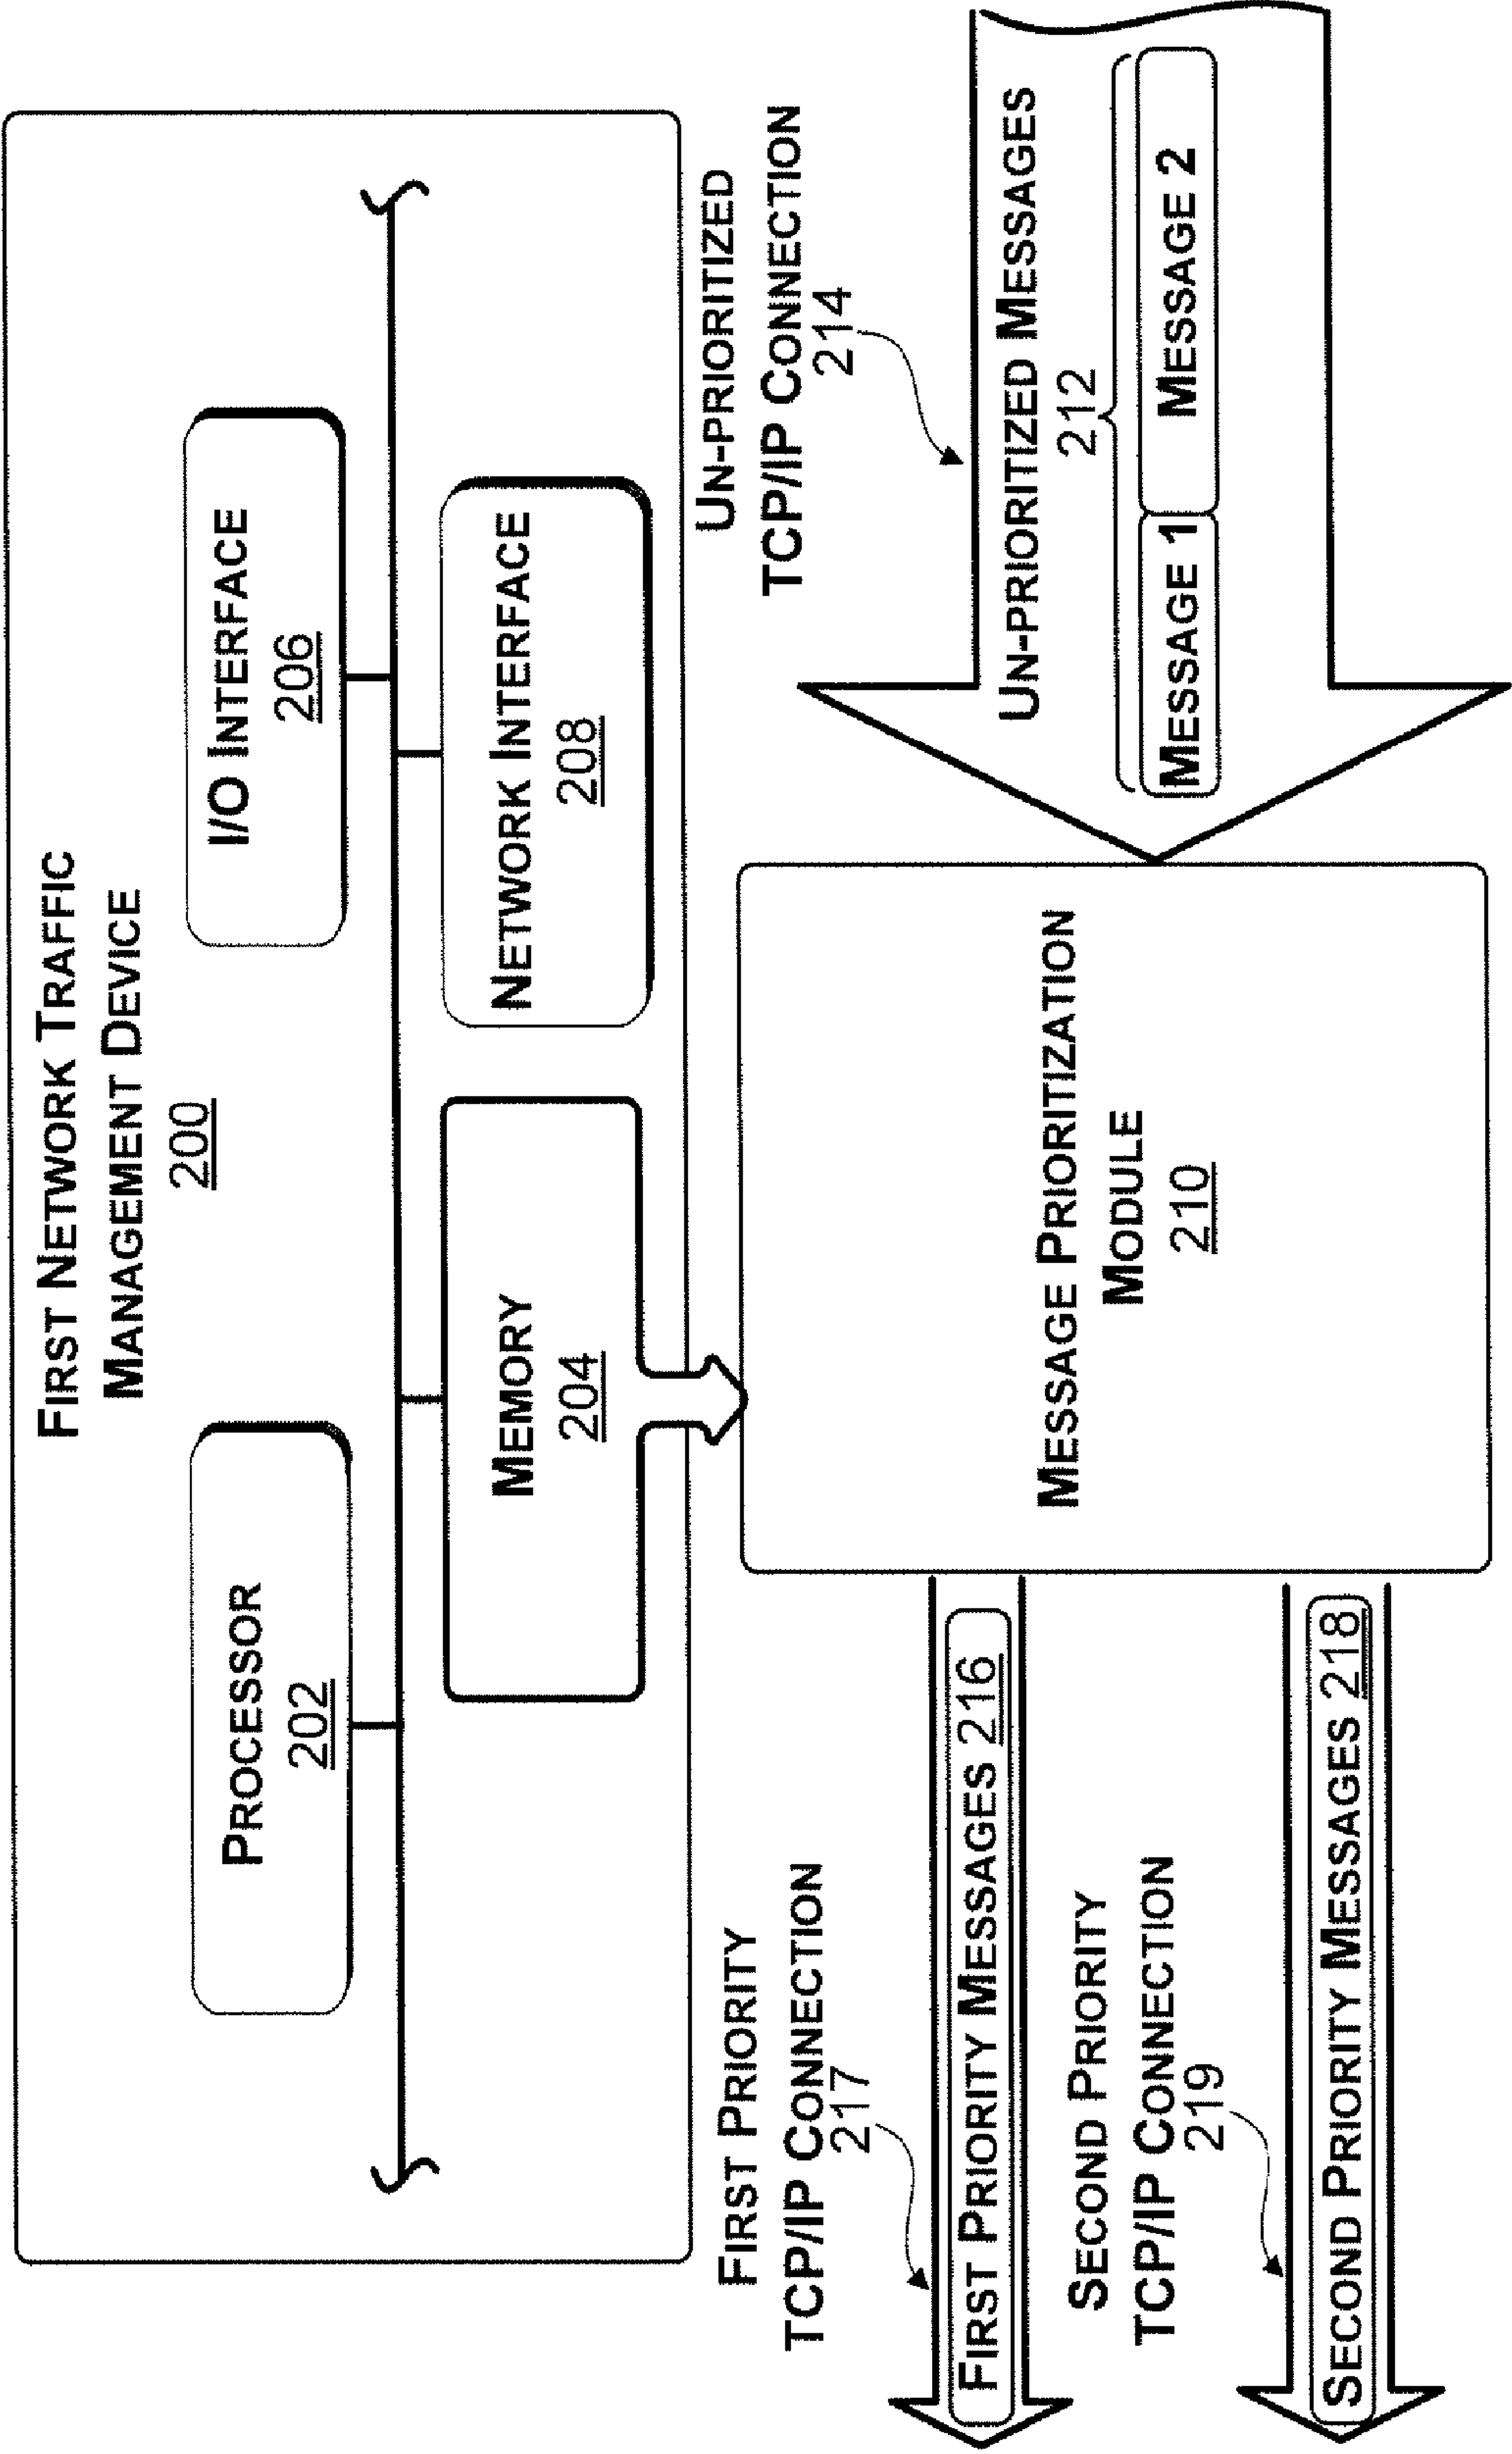 FIRST NETWORK TRAFFIC
MANAGEMENT DEVICE
200
PROCESSOR
202
I/O INTERFACE
206
MEMORY
204
NETWORK INTERFACE
208
FIRST PRIORITY
TCP/IP CONNECTION
217
UN-PRIORITIZED
TCP/IP CONNECTION
214
FIRST PRIORITY MESSAGES 216
MESSAGE PRIORITIZATION
MODULE
210
UN-PRIORITIZED MESSAGES
212
MESSAGE 1
MESSAGE 2
SECOND PRIORITY
TCP/IP CONNECTION
219
SECOND PRIORITY MESSAGES 218